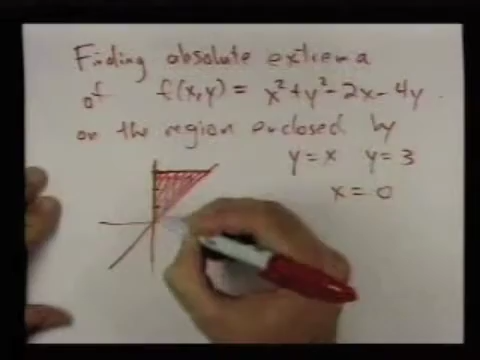 Finding absolute extrema
of f(x,y) = x² + y² - 2x - 4y
on the region enclosed by
y = x y = 3
x = 0